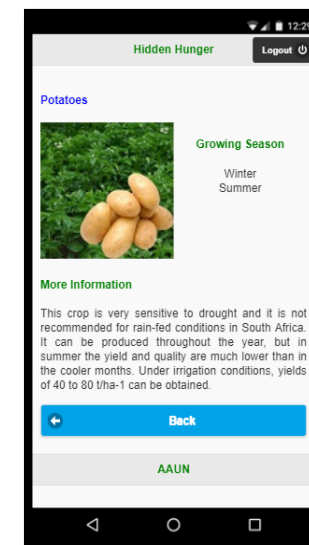 12:29
Hidden Hunger
Logout
Potatoes
Growing Season
Winter
Summer
More Information
This crop is very sensitive to drought and it is not
recommended for rain-fed conditions in South Africa.
It can be produced throughout the year, but in
summer the yield and quality are much lower than in
the cooler months. Under irrigation conditions, yields
of 40 to 80 t/ha-1 can be obtained.
Back
AAUN